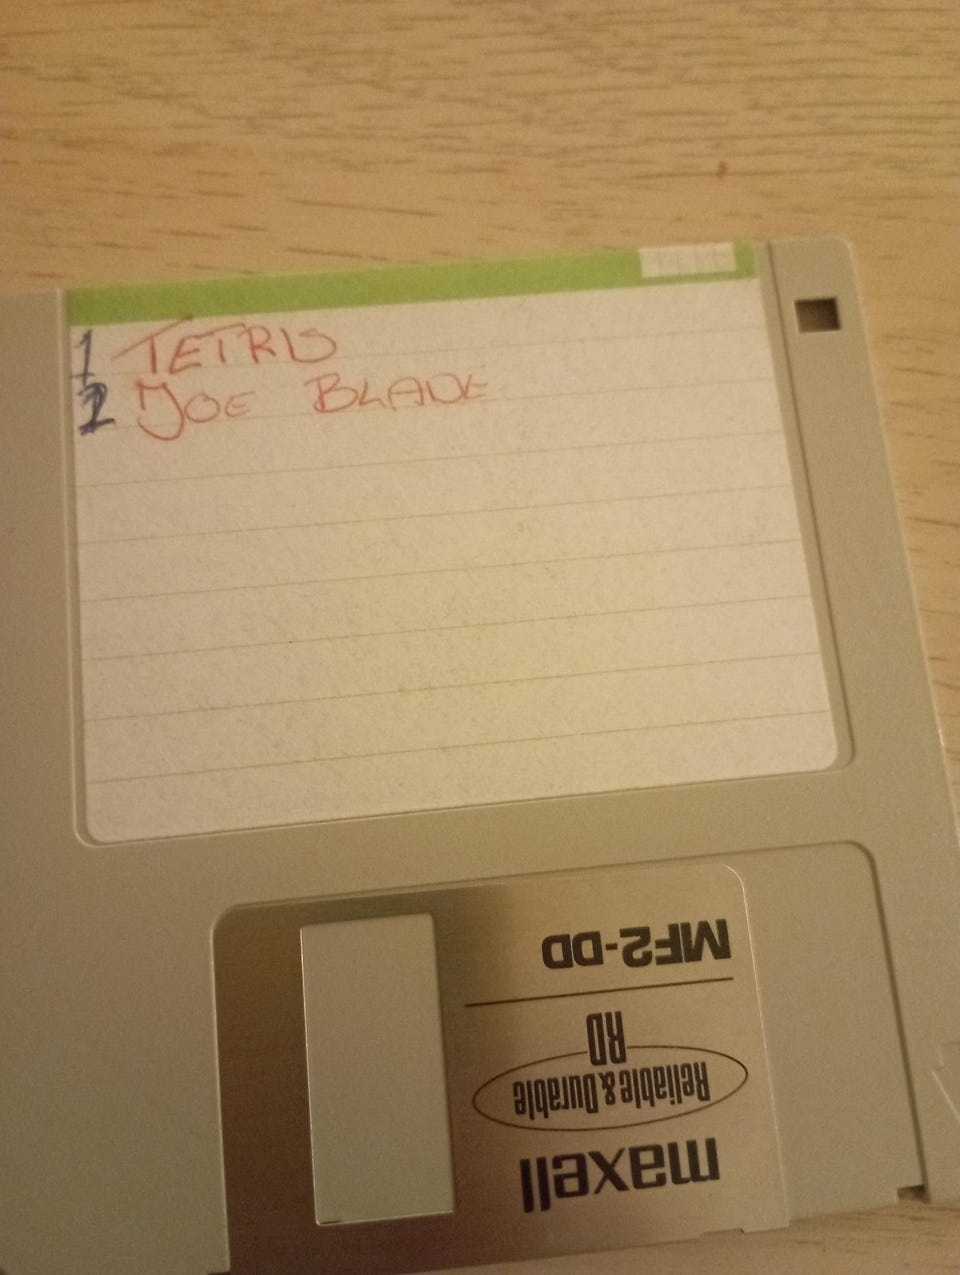 1 TETRIS
2 JOE BLADE
MF2-DD
RD
Reliable & Durable
maxell